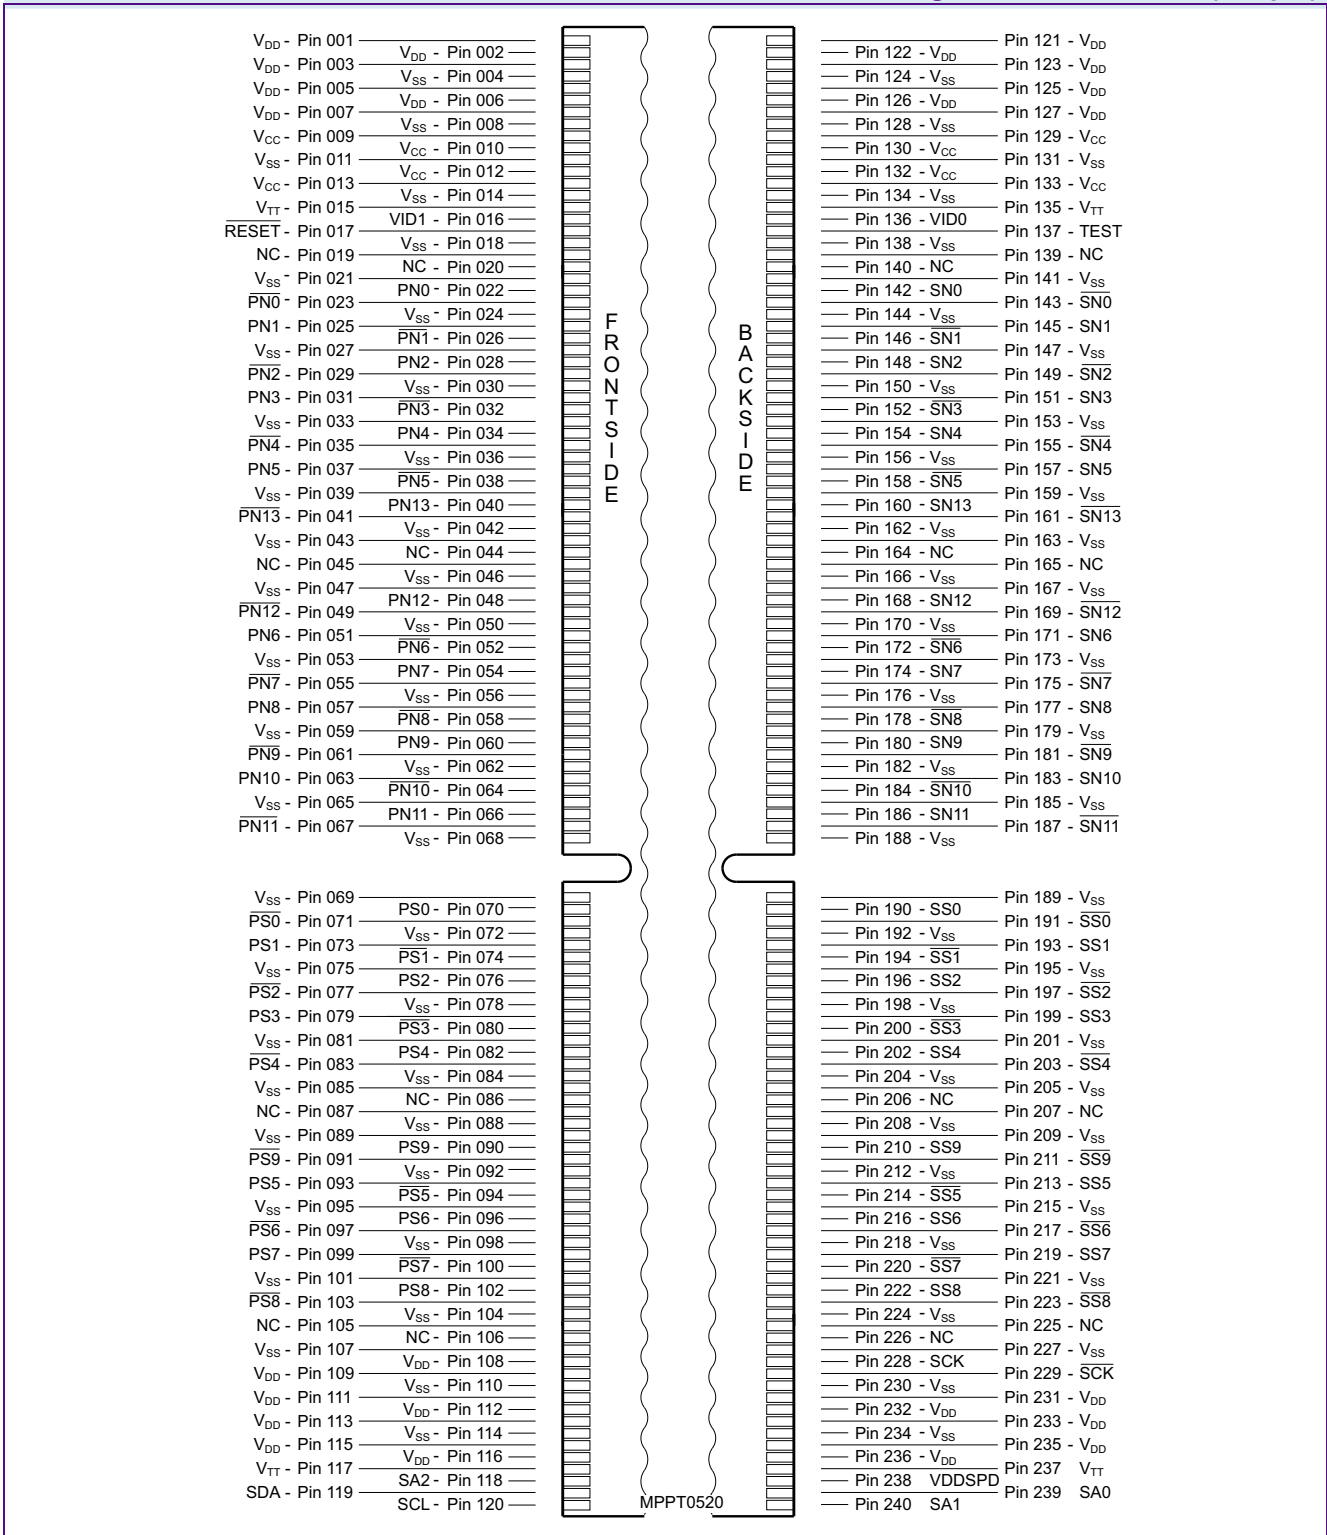 VDD - Pin 001 Pin 121 - VDD
VDD - Pin 002 Pin 122 - VDD
VDD - Pin 003 Pin 123 - VDD
VSS - Pin 004 Pin 124 - VSS
VDD - Pin 005 Pin 125 - VDD
VDD - Pin 006 Pin 126 - VDD
VDD - Pin 007 Pin 127 - VDD
VSS - Pin 008 Pin 128 - VSS
VCC - Pin 009 Pin 129 - VCC
VCC - Pin 010 Pin 130 - VCC
VSS - Pin 011 Pin 131 - VSS
VCC - Pin 012 Pin 132 - VCC
VCC - Pin 013 Pin 133 - VCC
VSS - Pin 014 Pin 134 - VSS
VTT - Pin 015 Pin 135 - VTT
VID1 - Pin 016 Pin 136 - VID0
RESET - Pin 017 Pin 137 - TEST
VSS - Pin 018 Pin 138 - VSS
NC - Pin 019 Pin 139 - NC
NC - Pin 020 Pin 140 - NC
VSS - Pin 021 Pin 141 - VSS
PN0 - Pin 022 Pin 142 - SN0
PN0 - Pin 023 Pin 143 - SN0
VSS - Pin 024 Pin 144 - VSS
PN1 - Pin 025 Pin 145 - SN1
PN1 - Pin 026 Pin 146 - SN1
VSS - Pin 027 Pin 147 - VSS
PN2 - Pin 028 Pin 148 - SN2
PN2 - Pin 029 Pin 149 - SN2
VSS - Pin 030 Pin 150 - VSS
PN3 - Pin 031 Pin 151 - SN3
PN3 - Pin 032 Pin 152 - SN3
VSS - Pin 033 Pin 153 - VSS
PN4 - Pin 034 Pin 154 - SN4
PN4 - Pin 035 Pin 155 - SN4
VSS - Pin 036 Pin 156 - VSS
PN5 - Pin 037 Pin 157 - SN5
PN5 - Pin 038 Pin 158 - SN5
VSS - Pin 039 Pin 159 - VSS
PN13 - Pin 040 Pin 160 - SN13
PN13 - Pin 041 Pin 161 - SN13
VSS - Pin 042 Pin 162 - VSS
VSS - Pin 043 Pin 163 - VSS
NC - Pin 044 Pin 164 - NC
NC - Pin 045 Pin 165 - NC
VSS - Pin 046 Pin 166 - VSS
VSS - Pin 047 Pin 167 - VSS
PN12 - Pin 048 Pin 168 - SN12
PN12 - Pin 049 Pin 169 - SN12
VSS - Pin 050 Pin 170 - VSS
PN6 - Pin 051 Pin 171 - SN6
PN6 - Pin 052 Pin 172 - SN6
VSS - Pin 053 Pin 173 - VSS
PN7 - Pin 054 Pin 174 - SN7
PN7 - Pin 055 Pin 175 - SN7
VSS - Pin 056 Pin 176 - VSS
PN8 - Pin 057 Pin 177 - SN8
PN8 - Pin 058 Pin 178 - SN8
VSS - Pin 059 Pin 179 - VSS
PN9 - Pin 060 Pin 180 - SN9
PN9 - Pin 061 Pin 181 - SN9
VSS - Pin 062 Pin 182 - VSS
PN10 - Pin 063 Pin 183 - SN10
PN10 - Pin 064 Pin 184 - SN10
VSS - Pin 065 Pin 185 - VSS
PN11 - Pin 066 Pin 186 - SN11
PN11 - Pin 067 Pin 187 - SN11
VSS - Pin 068 Pin 188 - VSS
FRONTSIDE
BACKSIDE
VSS - Pin 069 Pin 189 - VSS
PS0 - Pin 070 Pin 190 - SS0
PS0 - Pin 071 Pin 191 - SS0
VSS - Pin 072 Pin 192 - VSS
PS1 - Pin 073 Pin 193 - SS1
PS1 - Pin 074 Pin 194 - SS1
VSS - Pin 075 Pin 195 - VSS
PS2 - Pin 076 Pin 196 - SS2
PS2 - Pin 077 Pin 197 - SS2
VSS - Pin 078 Pin 198 - VSS
PS3 - Pin 079 Pin 199 - SS3
PS3 - Pin 080 Pin 200 - SS3
VSS - Pin 081 Pin 201 - VSS
PS4 - Pin 082 Pin 202 - SS4
PS4 - Pin 083 Pin 203 - SS4
VSS - Pin 084 Pin 204 - VSS
VSS - Pin 085 Pin 205 - VSS
NC - Pin 086 Pin 206 - NC
NC - Pin 087 Pin 207 - NC
VSS - Pin 088 Pin 208 - VSS
VSS - Pin 089 Pin 209 - VSS
PS9 - Pin 090 Pin 210 - SS9
PS9 - Pin 091 Pin 211 - SS9
VSS - Pin 092 Pin 212 - VSS
PS5 - Pin 093 Pin 213 - SS5
PS5 - Pin 094 Pin 214 - SS5
VSS - Pin 095 Pin 215 - VSS
PS6 - Pin 096 Pin 216 - SS6
PS6 - Pin 097 Pin 217 - SS6
VSS - Pin 098 Pin 218 - VSS
PS7 - Pin 099 Pin 219 - SS7
PS7 - Pin 100 Pin 220 - SS7
VSS - Pin 101 Pin 221 - VSS
PS8 - Pin 102 Pin 222 - SS8
PS8 - Pin 103 Pin 223 - SS8
VSS - Pin 104 Pin 224 - VSS
NC - Pin 105 Pin 225 - NC
NC - Pin 106 Pin 226 - NC
VSS - Pin 107 Pin 227 - VSS
VDD - Pin 108 Pin 228 - SCK
VDD - Pin 109 Pin 229 - SCK
VSS - Pin 110 Pin 230 - VSS
VDD - Pin 111 Pin 231 - VDD
VDD - Pin 112 Pin 232 - VDD
VDD - Pin 113 Pin 233 - VDD
VSS - Pin 114 Pin 234 - VSS
VDD - Pin 115 Pin 235 - VDD
VDD - Pin 116 Pin 236 - VDD
VTT - Pin 117 Pin 237 VTT
SA2 - Pin 118 Pin 238 VDDSPD
SDA - Pin 119 Pin 239 SA0
SCL - Pin 120 MPPT0520 Pin 240 SA1